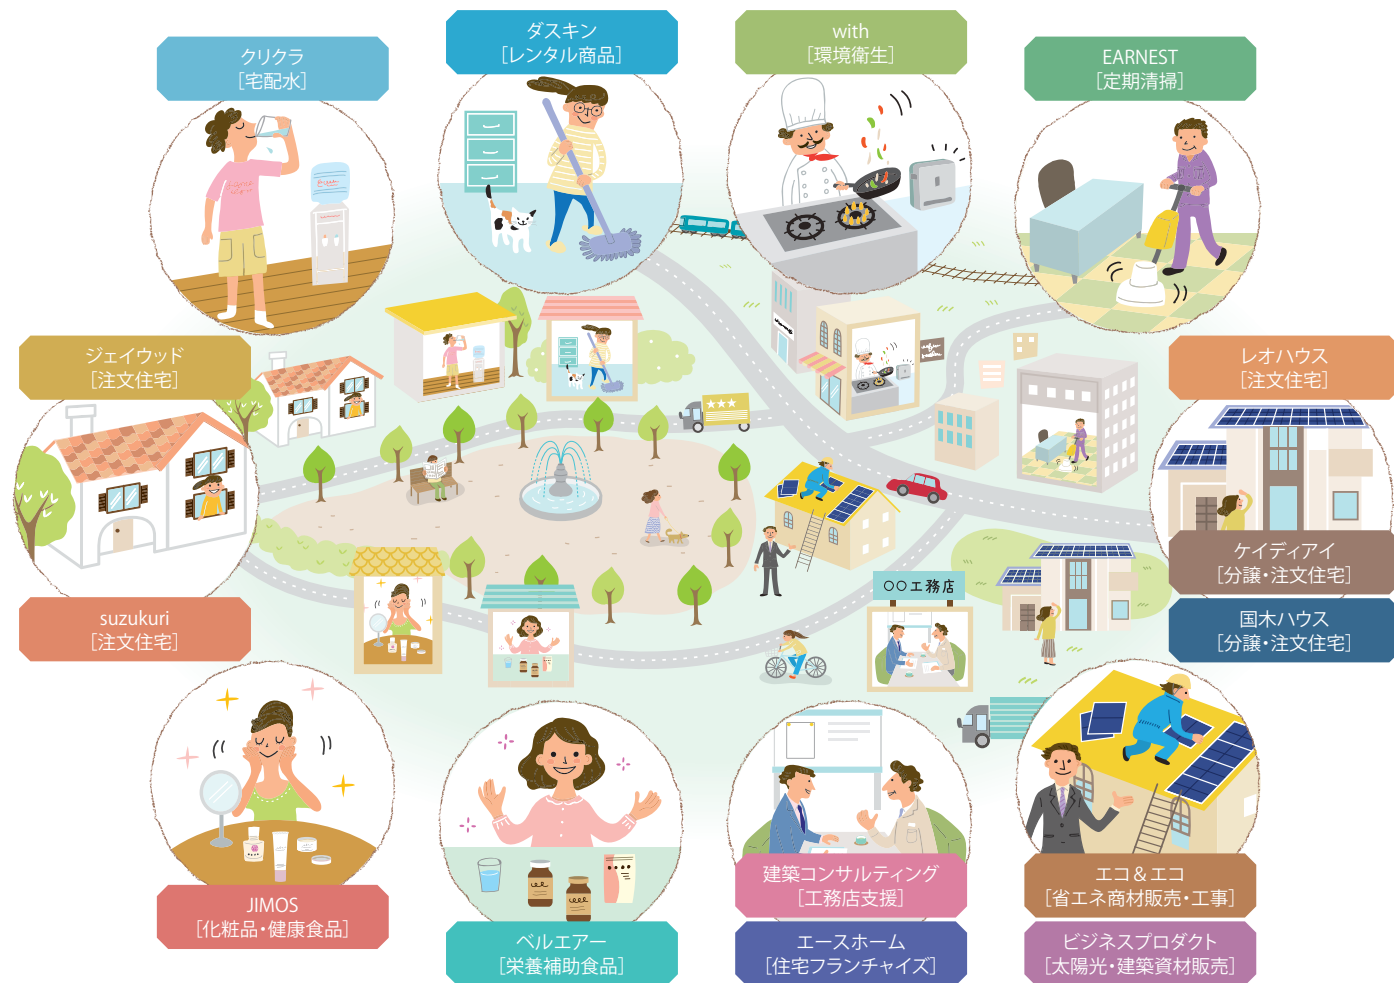 クリクラ
［宅配水］
ダスキン
［レンタル商品］
with
［環境衛生］
EARNEST
［定期清掃］
ジェイウッド
［注文住宅］
suzukuri
［注文住宅］
レオハウス
［注文住宅］
ケイディアイ
［分譲・注文住宅］
国木ハウス
［分譲・注文住宅］
○○工務店
JIMOS
［化粧品・健康食品］
ベルエアー
［栄養補助食品］
建築コンサルティング
［工務店支援］
エースホーム
［住宅フランチャイズ］
エコ＆エコ
［省エネ商材販売・工事］
ビジネスプロダクト
［太陽光・建築資材販売］